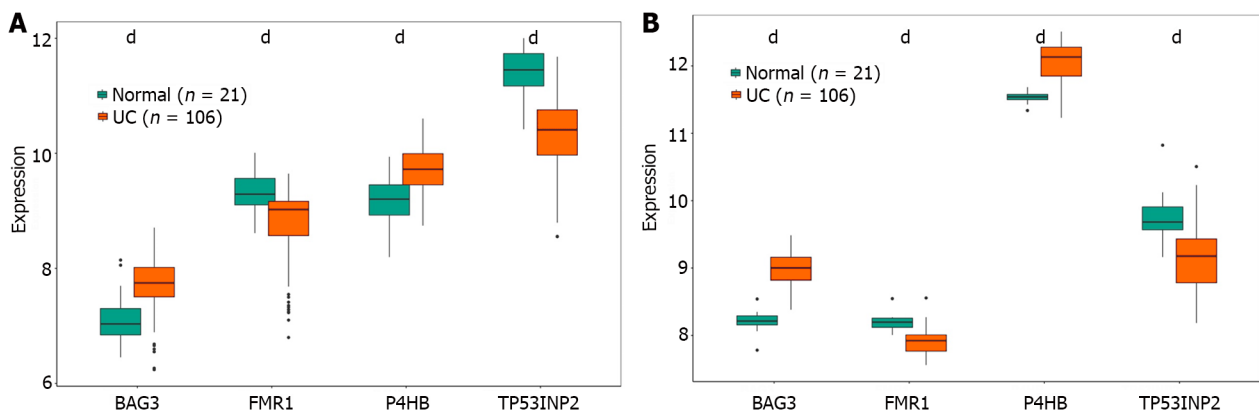 A
12
10
8
6
Expression
d d d d
Normal (n = 21)
UC (n = 106)
BAG3 FMR1 P4HB TP53INP2
B
12
11
10
9
8
Expression
d d d d
Normal (n = 21)
UC (n = 106)
BAG3 FMR1 P4HB TP53INP2